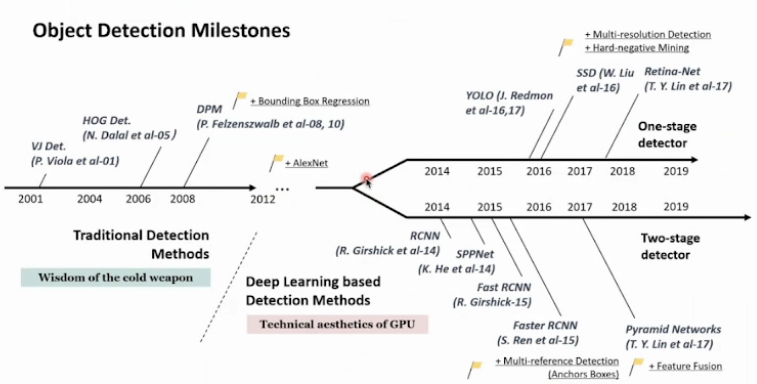 Object Detection Milestones
+ Multi-resolution Detection
+ Hard-negative Mining
SSD (W. Liu
et al-16)
Retina-Net
(T. Y. Lin et al-17)
YOLO (J. Redmon
et al-16,17)
+ Bounding Box Regression
DPM
(P. Felzenszwalb et al-08, 10)
HOG Det.
(N. Dalal et al-05)
VJ Det.
(P. Viola et al-01)
+ AlexNet
One-stage
detector
2014 2015 2016 2017 2018 2019
2001 2004 2006 2008 2012 ...
2014 2015 2016 2017 2018 2019
Traditional Detection
Methods
Wisdom of the cold weapon
Deep Learning based
Detection Methods
Technical aesthetics of GPU
RCNN
(R. Girshick et al-14)
SPPNet
(K. He et al-14)
Fast RCNN
(R. Girshick-15)
Faster RCNN
(S. Ren et al-15)
+ Multi-reference Detection
(Anchors Boxes)
Two-stage
detector
Pyramid Networks
(T. Y. Lin et al-17)
+ Feature Fusion